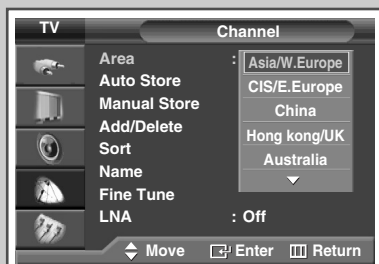 TV
Channel
Area : Asia/W.Europe
Auto Store CIS/E.Europe
Manual Store China
Add/Delete Hong kong/UK
Sort Australia
Name
Fine Tune
LNA : Off
Move Enter Return